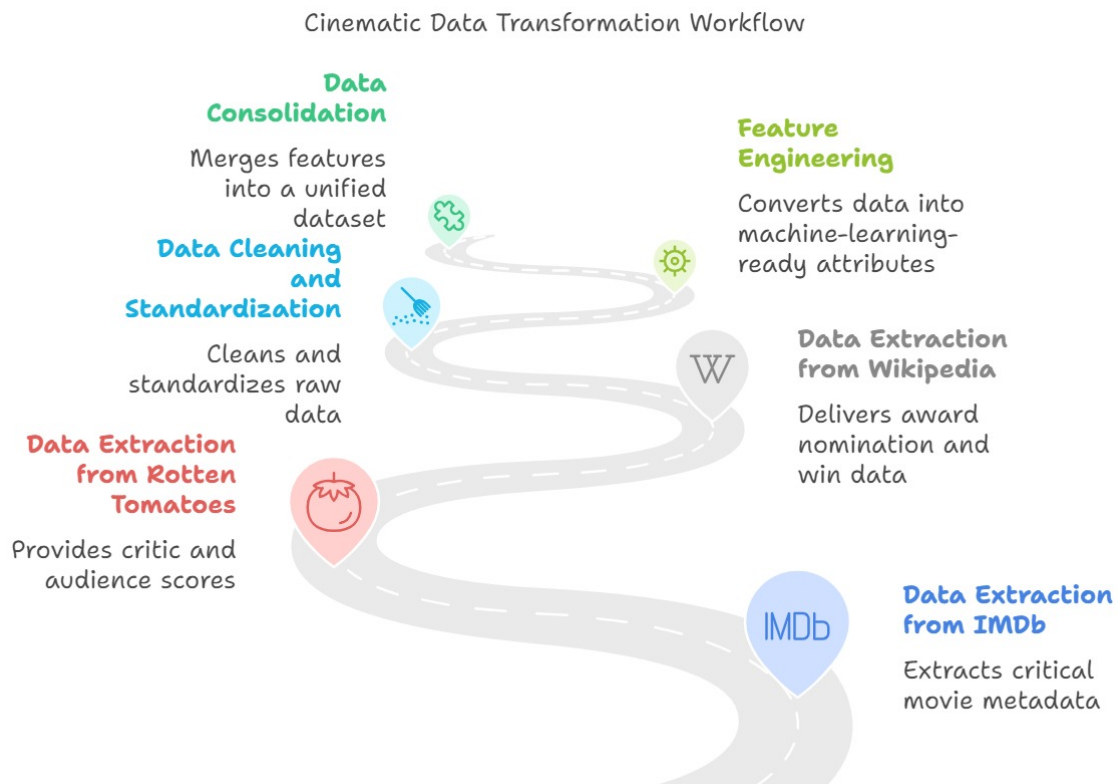 Cinematic Data Transformation Workflow
Data
Consolidation
Merges features
into a unified
dataset
Feature
Engineering
Converts data into
machine-learning-
ready attributes
Data Cleaning
and
Standardization
Cleans and
standardizes raw
data
W
Data Extraction
from Wikipedia
Delivers award
nomination and
win data
Data Extraction
from Rotten
Tomatoes
Provides critic and
audience scores
IMDb
Data Extraction
from IMDb
Extracts critical
movie metadata